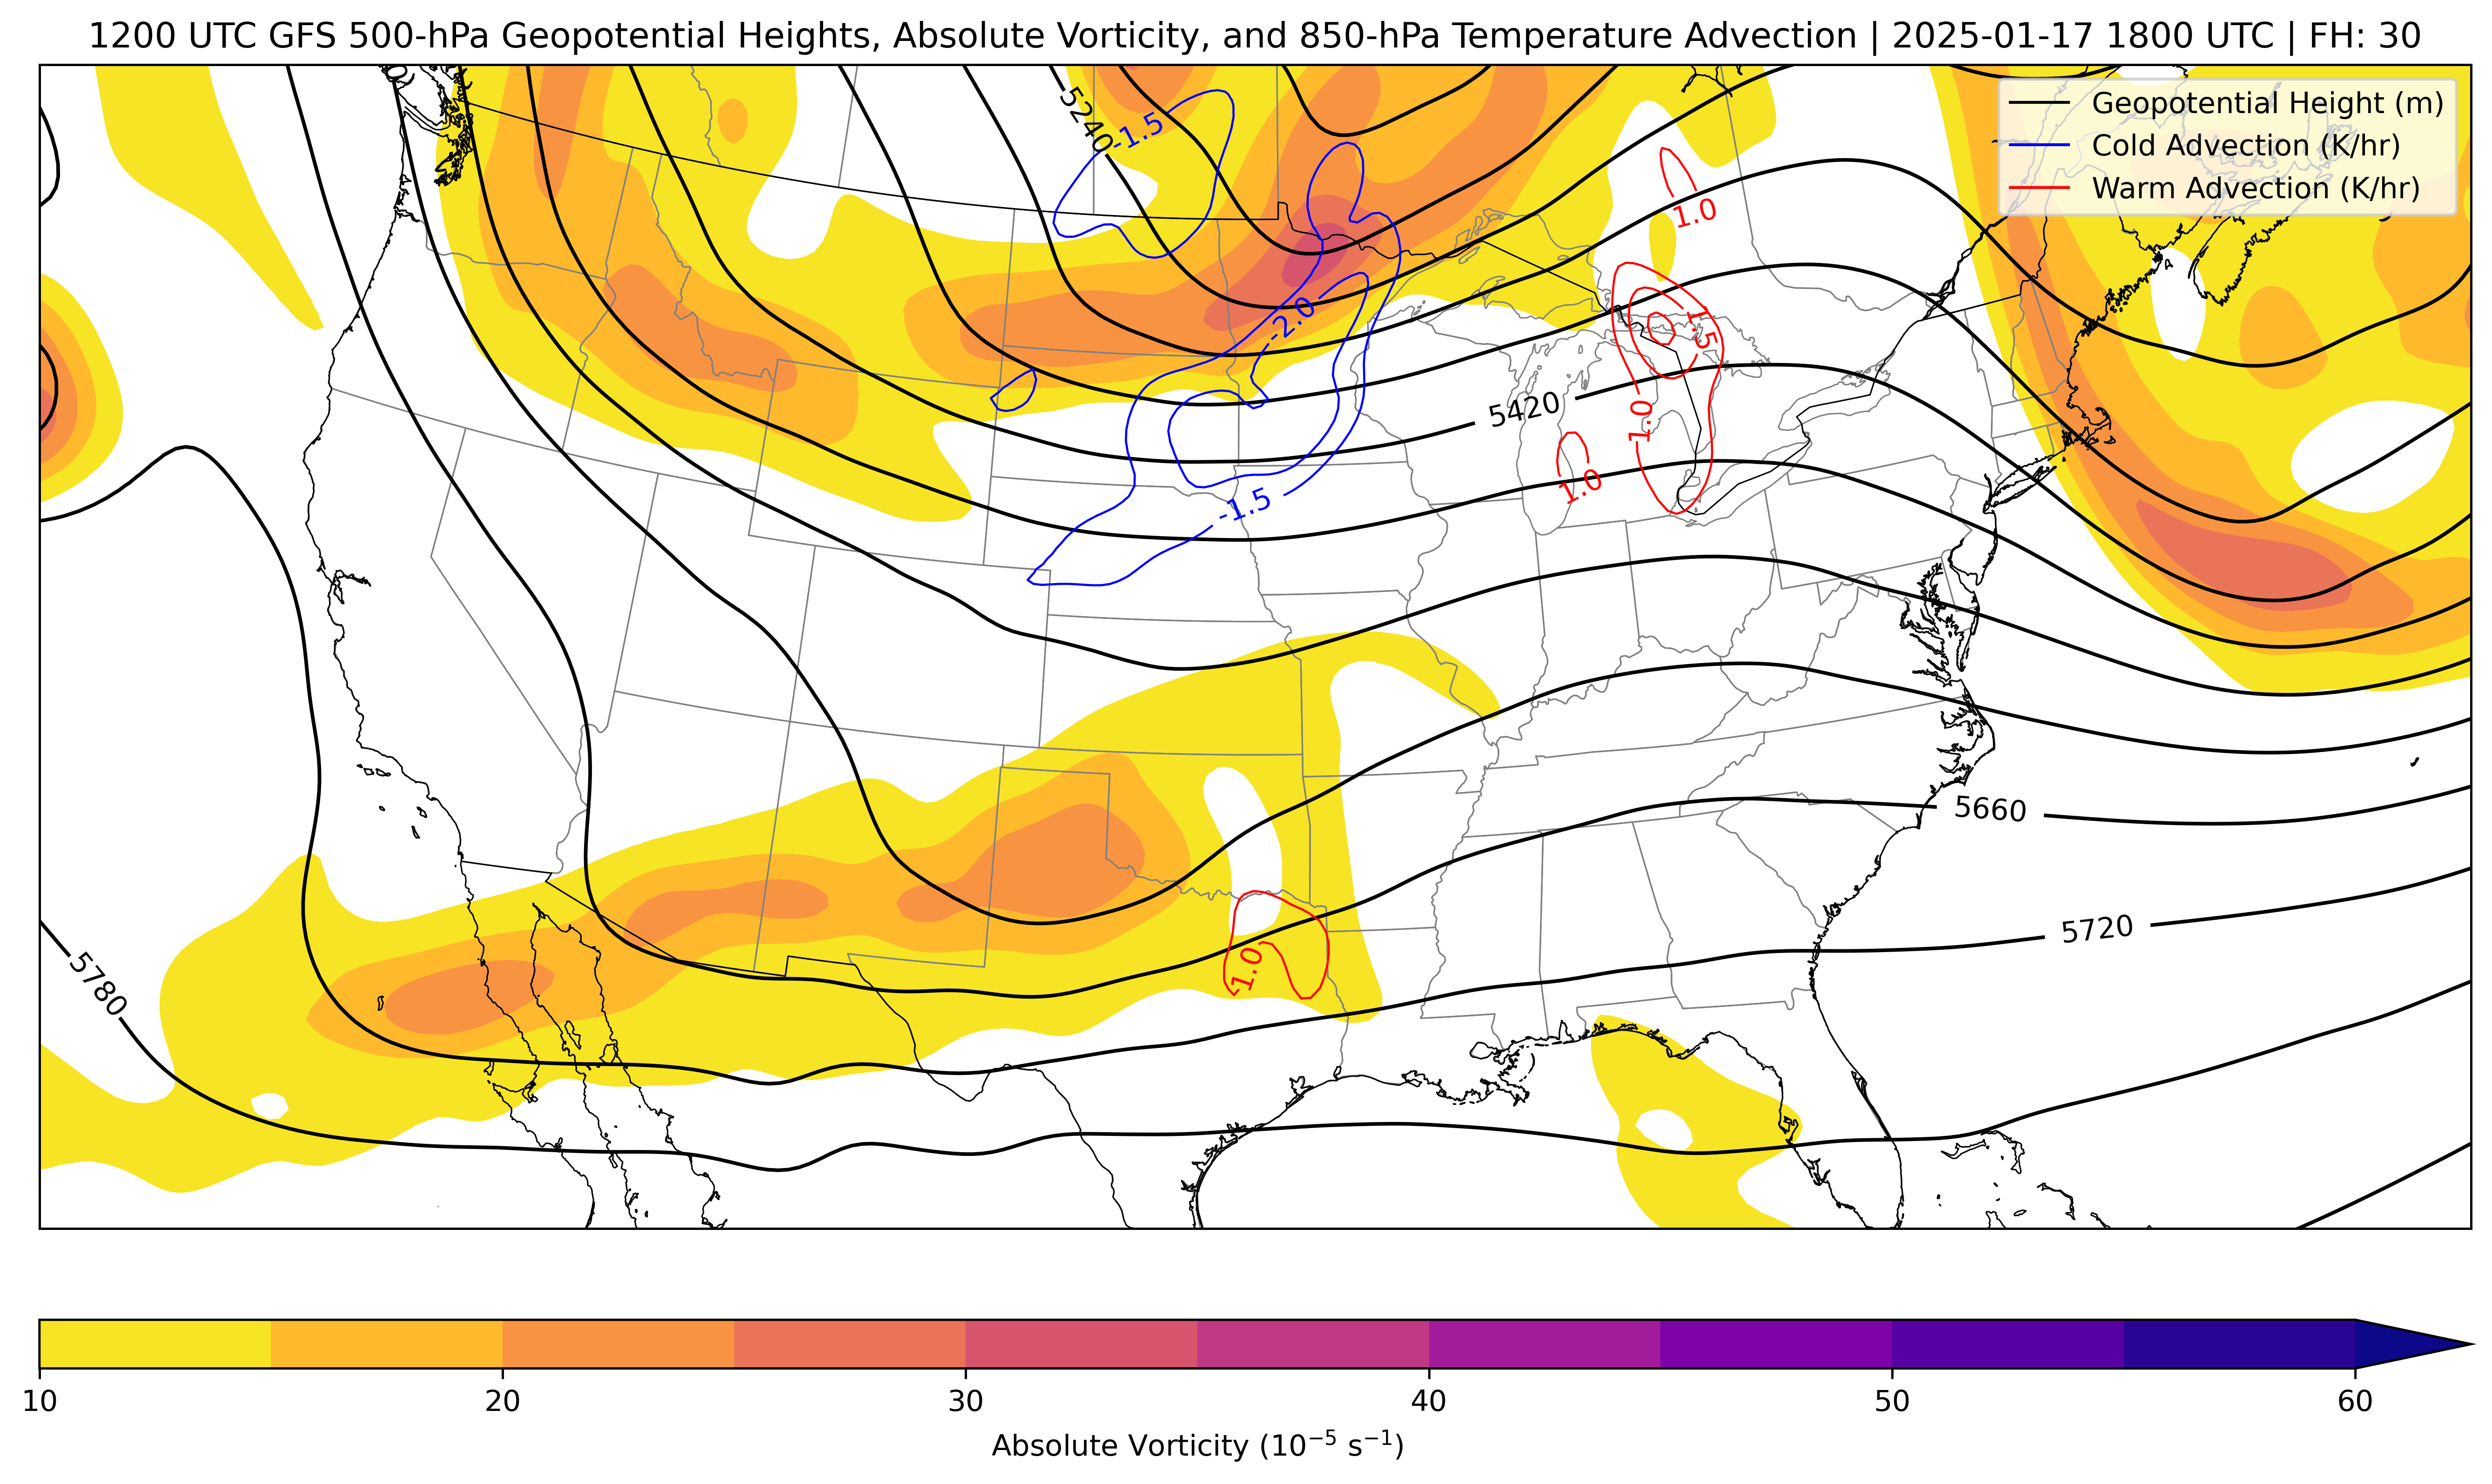 1200 UTC GFS 500-hPa Geopotential Heights, Absolute Vorticity, and 850-hPa Temperature Advection | 2025-01-17 1800 UTC | FH: 30
Geopotential Height (m)
Cold Advection (K/hr)
Warm Advection (K/hr)
5240
-1.5
1.0
-2.0
1.5
5420
1.0
1.0
-1.5
5660
5720
1.0
5780
10 20 30 40 50 60
Absolute Vorticity (10⁻⁵ s⁻¹)